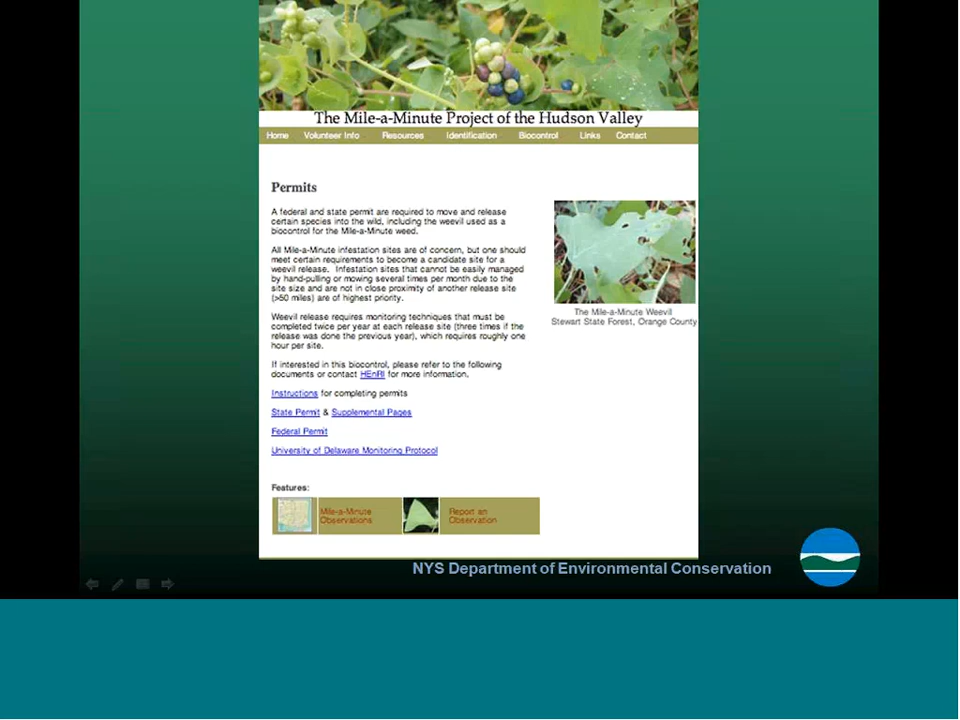 The Mile-a-Minute Project of the Hudson Valley
Home Volunteer Info Resources Identification Biocontrol Links Contact
Permits
A federal and state permit are required to move and release
certain species into the wild, including the weevil used as a
biocontrol for the Mile-a-Minute weed.
All Mile-a-Minute infestation sites are of concern, but one should
meet certain requirements to become a candidate site for a
weevil release. Infestation sites that cannot be easily managed
by hand-pulling or mowing several times per month due to the
site size and are not in close proximity of another release site
(>50 miles) are of highest priority.
Weevil release requires monitoring techniques that must be
completed twice per year at each release site (three times if the
release was done the previous year), which requires roughly one
hour per site.
If interested in this biocontrol, please refer to the following
documents or contact HEnRI for more information.
Instructions for completing permits
State Permit & Supplemental Pages
Federal Permit
University of Delaware Monitoring Protocol
The Mile-a-Minute Weevil
Stewart State Forest, Orange County
Features:
Mile-a-Minute
Observations
Report an
Observation
NYS Department of Environmental Conservation